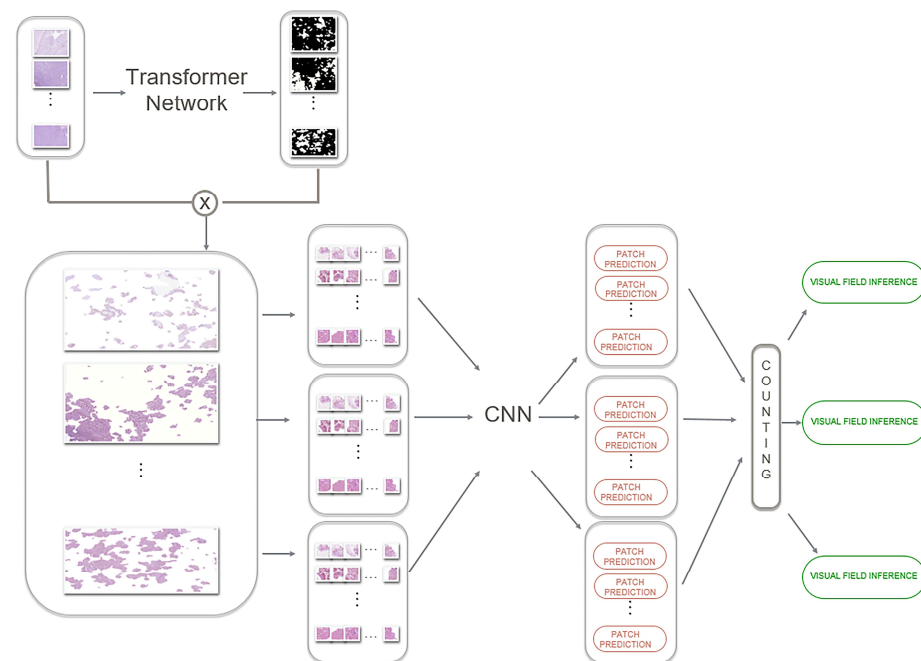 Transformer
Network
X
PATCH
PREDICTION
PATCH
PREDICTION
PATCH
PREDICTION
CNN
PATCH
PREDICTION
PATCH
PREDICTION
PATCH
PREDICTION
PATCH
PREDICTION
PATCH
PREDICTION
PATCH
PREDICTION
COUNTING
VISUAL FIELD INFERENCE
VISUAL FIELD INFERENCE
VISUAL FIELD INFERENCE